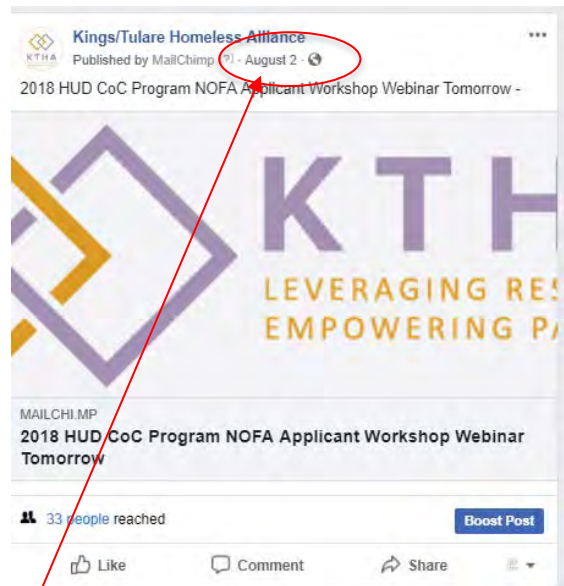 Kings/Tulare Homeless Alliance
KTHA
Published by MailChimp [?] · August 2 ·
2018 HUD CoC Program NOFA Applicant Workshop Webinar Tomorrow -
KTH
LEVERAGING RES
EMPOWERING PA
MAILCHI.MP
2018 HUD CoC Program NOFA Applicant Workshop Webinar
Tomorrow
33 people reached
Boost Post
Like Comment Share